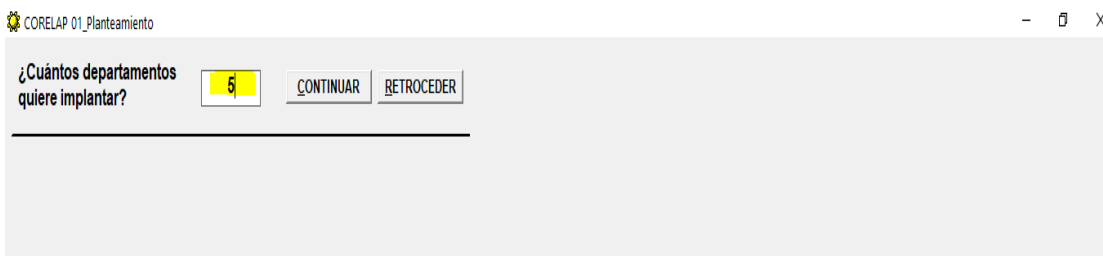 CORELAP 01_Planteamiento
¿Cuántos departamentos
quiere implantar?
5
CONTINUAR
RETROCEDER